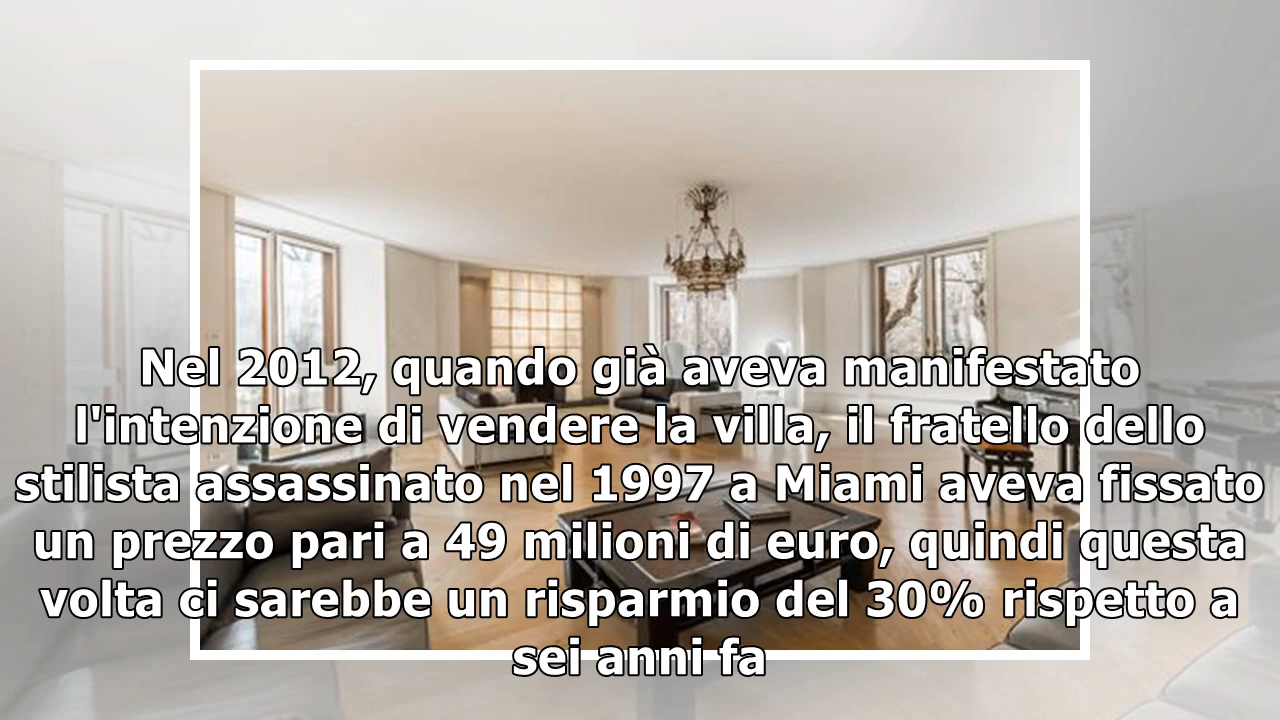 Nel 2012, quando già aveva manifestato
l'intenzione di vendere la villa, il fratello dello
stilista assassinato nel 1997 a Miami aveva fissato
un prezzo pari a 49 milioni di euro, quindi questa
volta ci sarebbe un risparmio del 30% rispetto a
sei anni fa